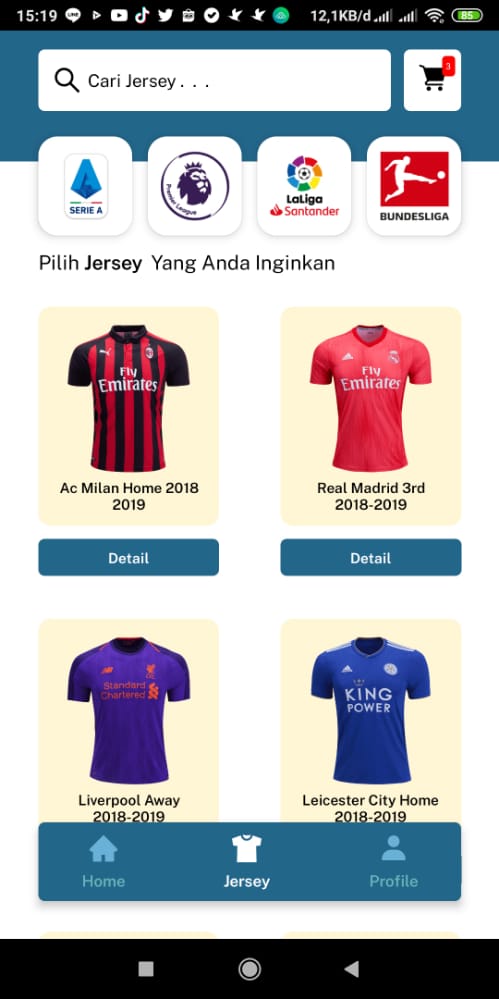 15:19
12,1KB/d
85
Cari Jersey . . .
3
SERIE A
Premier League
LaLiga
Santander
BUNDESLIGA
Pilih Jersey Yang Anda Inginkan
Fly
Emirates
Fly
Emirates
Ac Milan Home 2018
2019
Real Madrid 3rd
2018-2019
Detail
Detail
Standard
Chartered
KING
POWER
Liverpool Away
2018-2019
Leicester City Home
2018-2019
Home
Jersey
Profile